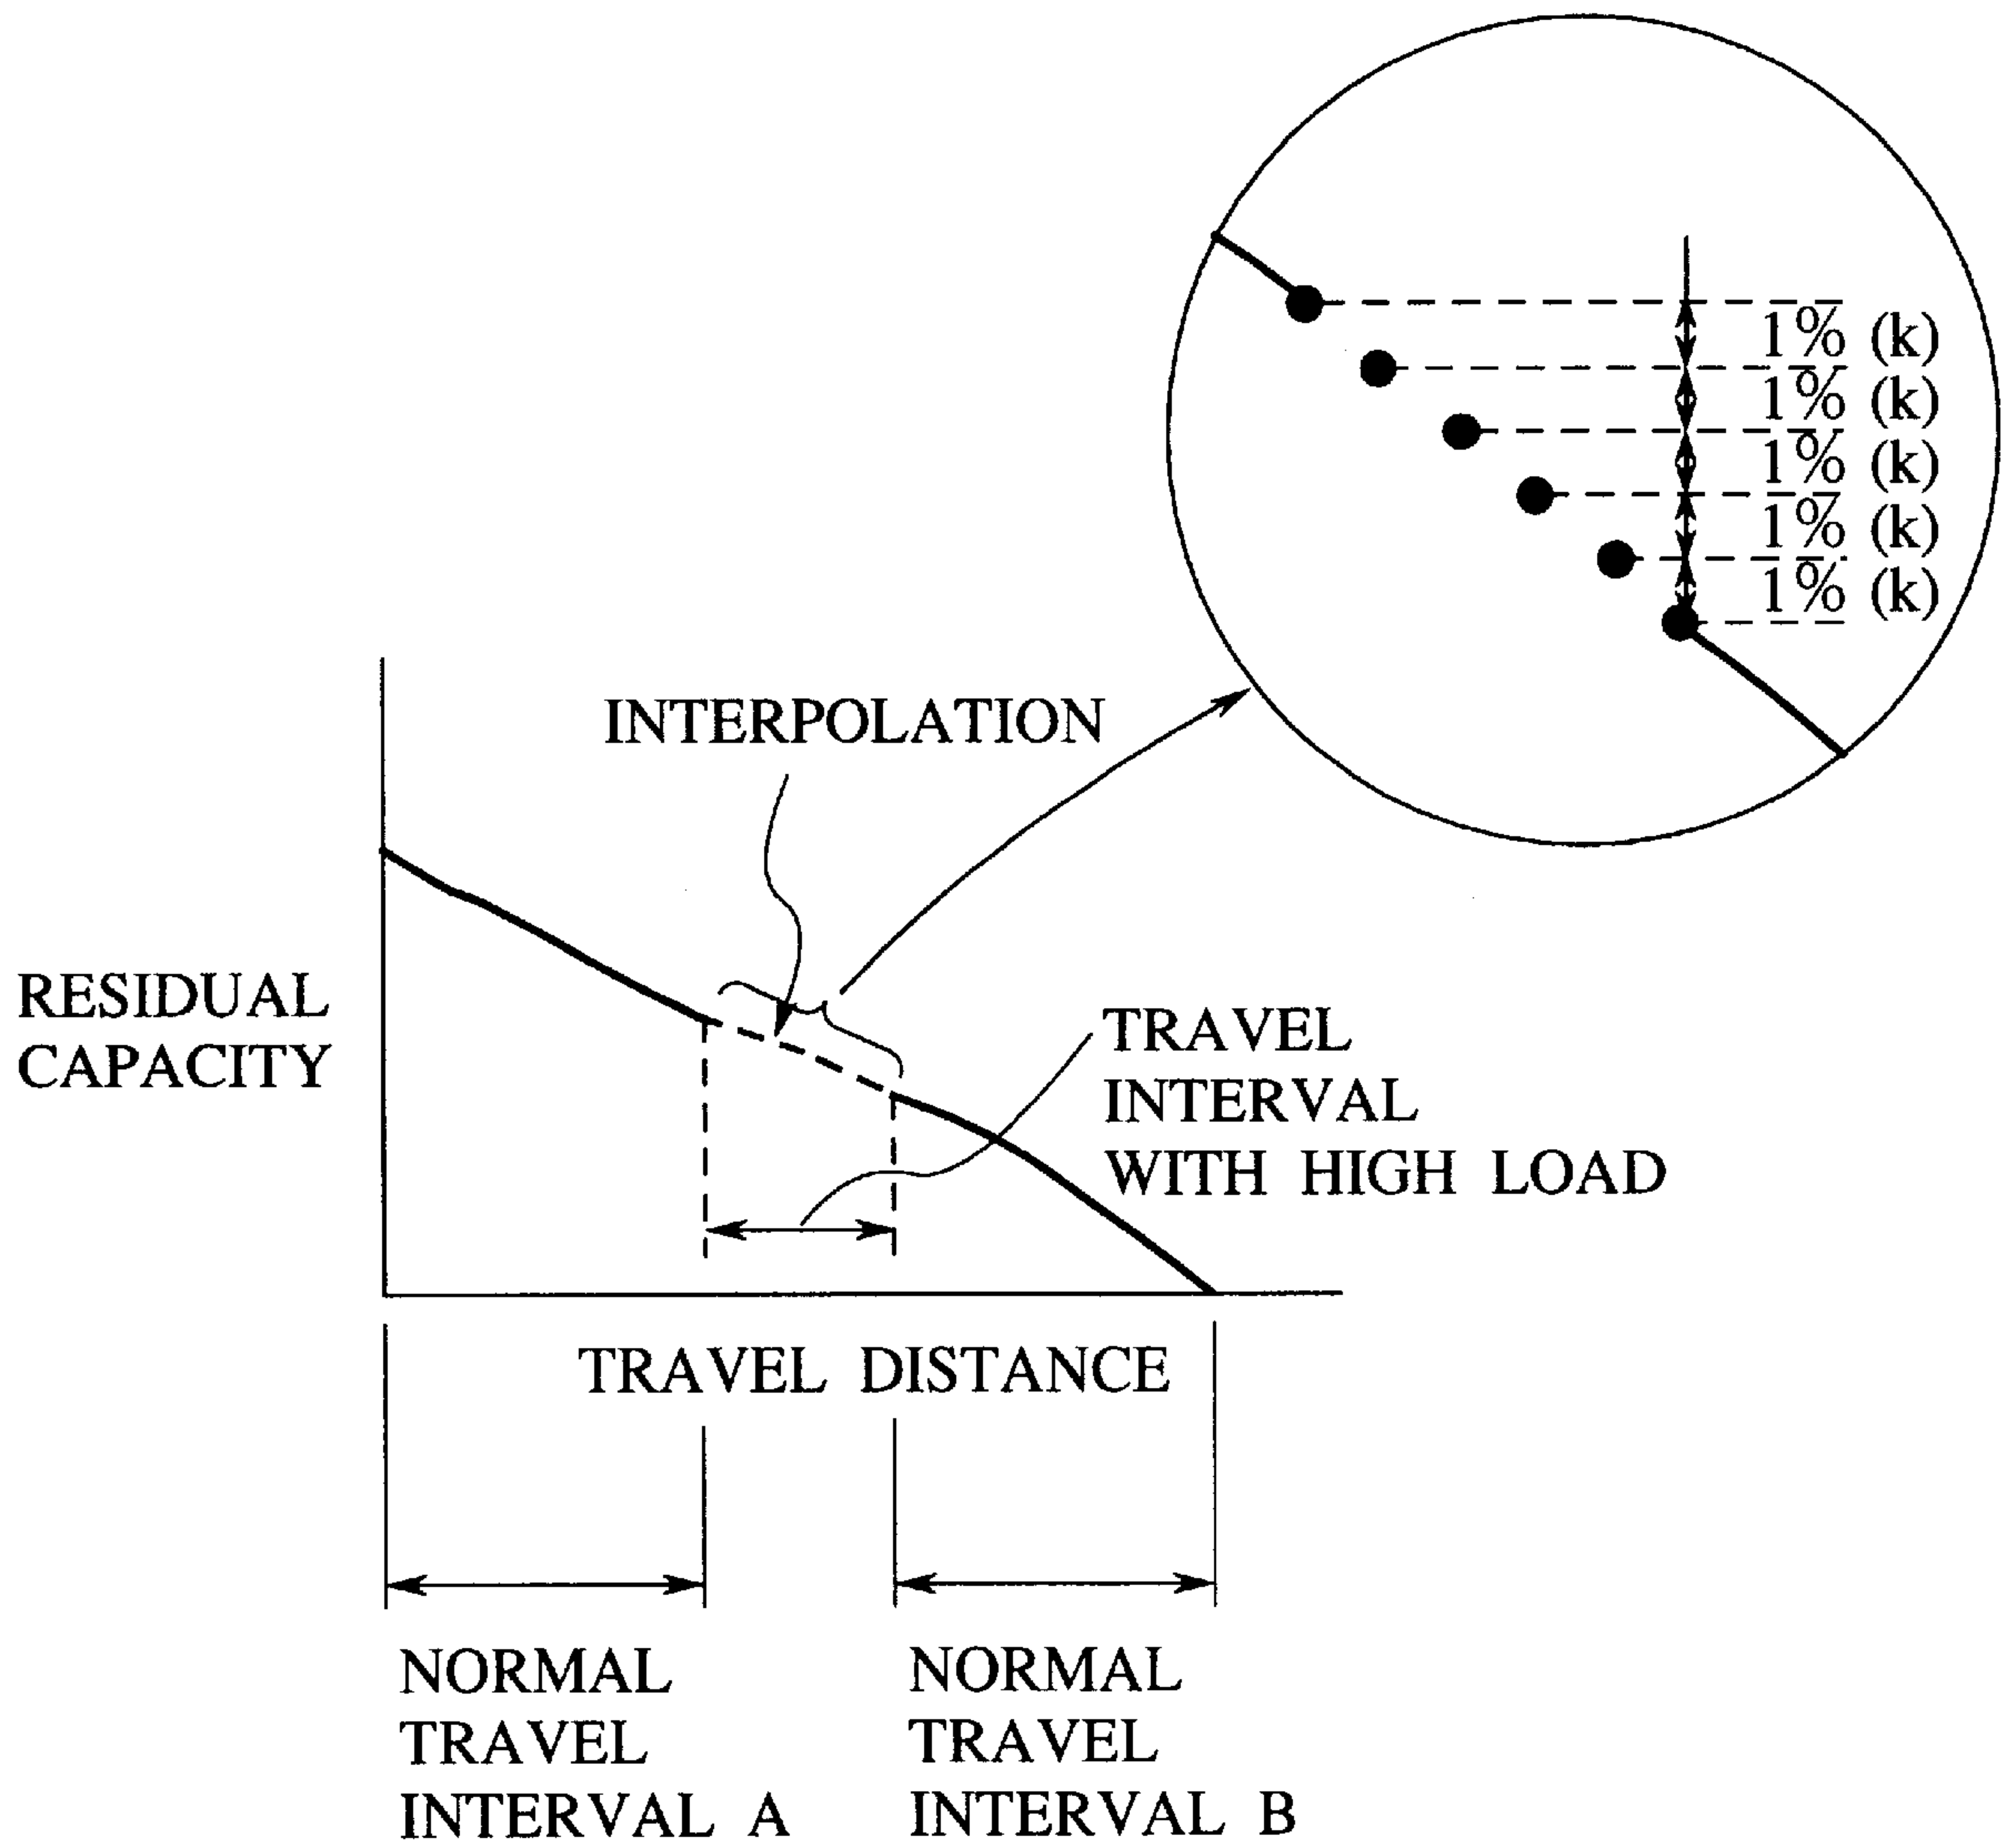 1% (k)
1% (k)
1% (k)
1% (k)
1% (k)
INTERPOLATION
RESIDUAL
CAPACITY
TRAVEL
INTERVAL
WITH HIGH LOAD
TRAVEL DISTANCE
NORMAL
TRAVEL
INTERVAL A
NORMAL
TRAVEL
INTERVAL B